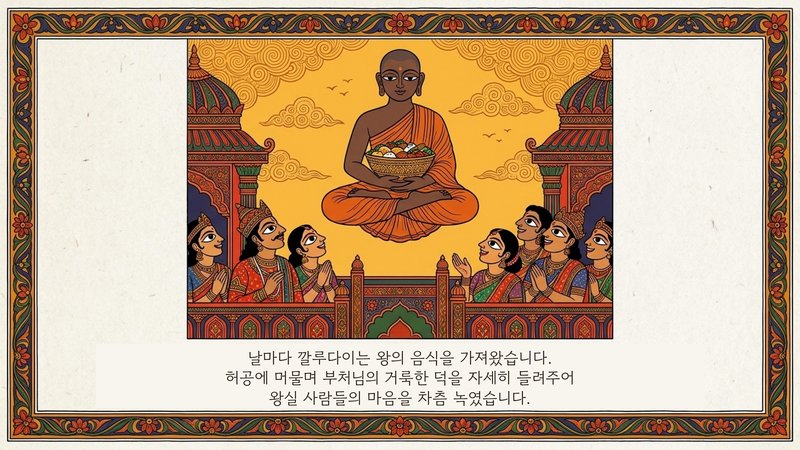 날마다 깔루다이는 왕의 음식을 가져왔습니다.
허공에 머물며 부처님의 거룩한 덕을 자세히 들려주어
왕실 사람들의 마음을 차츰 녹였습니다.